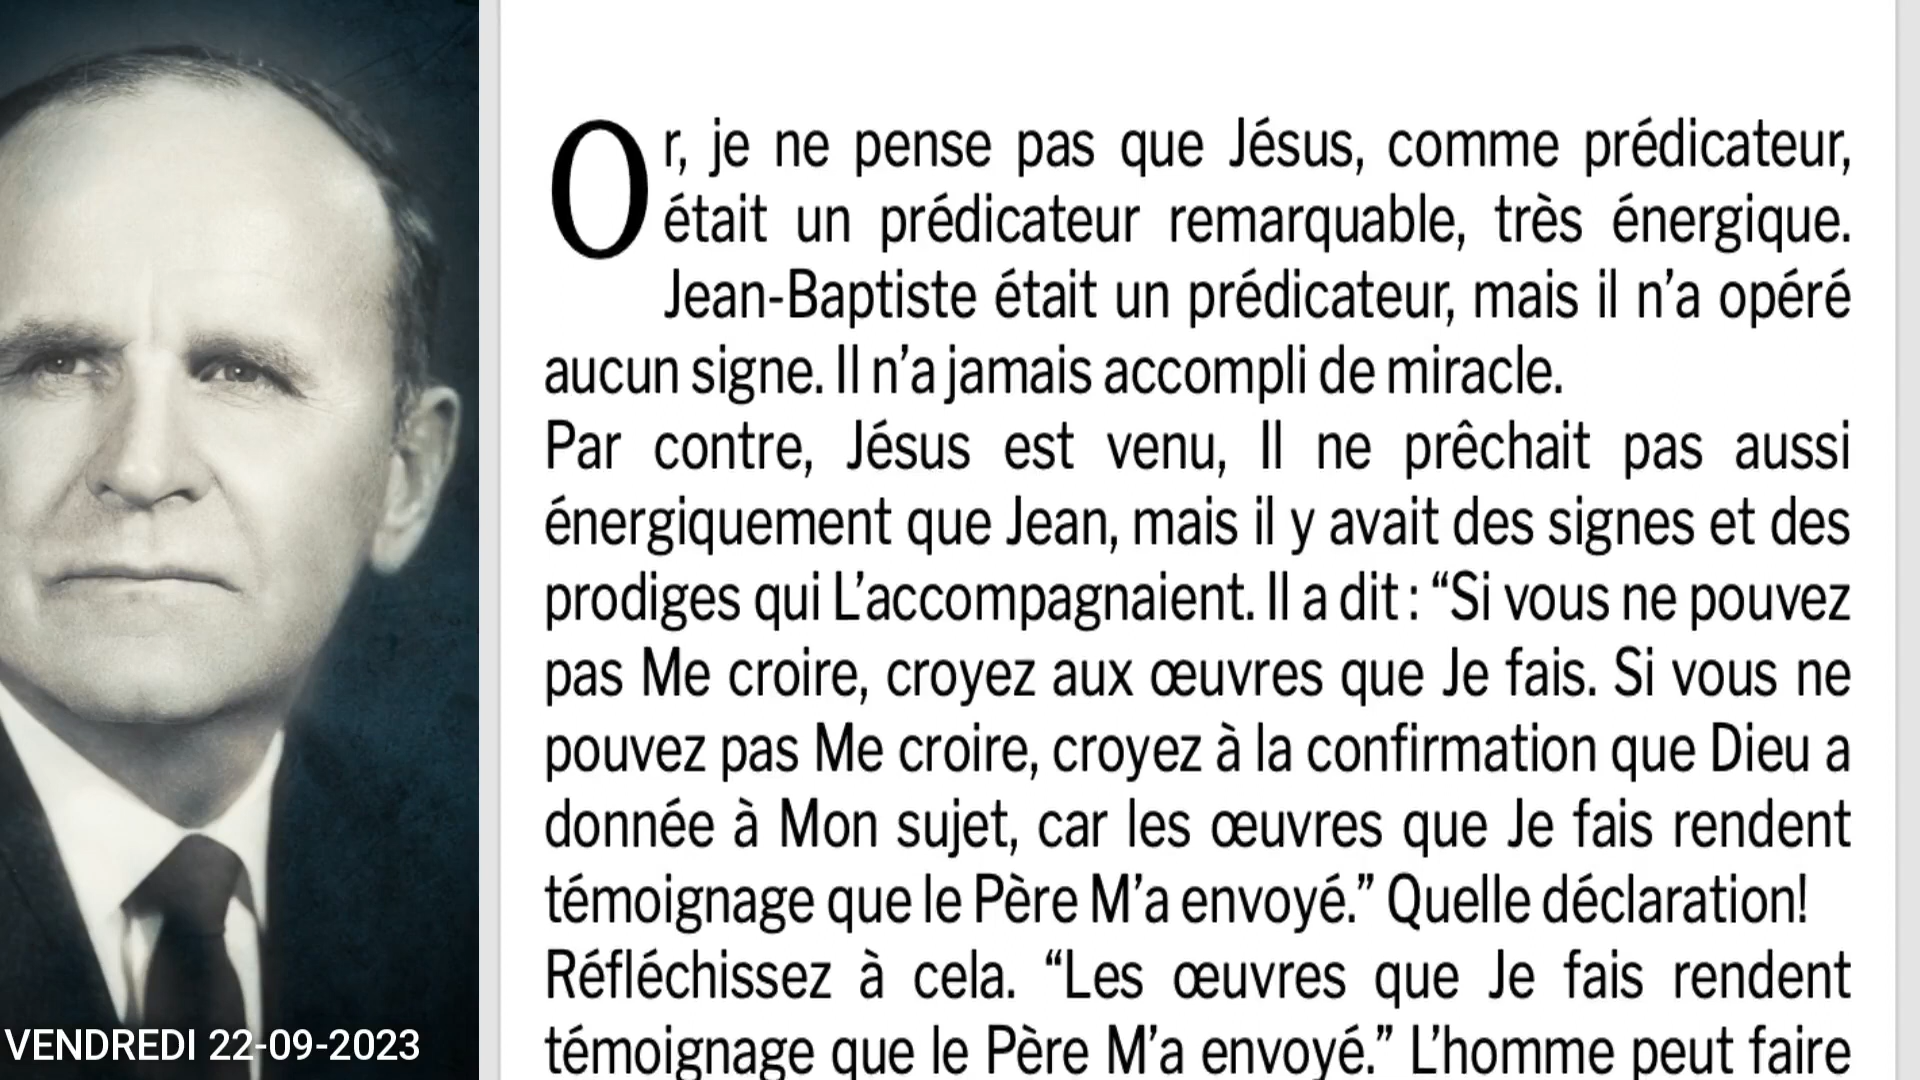 Or, je ne pense pas que Jésus, comme prédicateur,
était un prédicateur remarquable, très énergique.
Jean-Baptiste était un prédicateur, mais il n’a opéré
aucun signe. Il n’a jamais accompli de miracle.
Par contre, Jésus est venu, Il ne prêchait pas aussi
énergiquement que Jean, mais il y avait des signes et des
prodiges qui L’accompagnaient. Il a dit : “Si vous ne pouvez
pas Me croire, croyez aux œuvres que Je fais. Si vous ne
pouvez pas Me croire, croyez à la confirmation que Dieu a
donnée à Mon sujet, car les œuvres que Je fais rendent
témoignage que le Père M’a envoyé.” Quelle déclaration!
Réfléchissez à cela. “Les œuvres que Je fais rendent
témoignage que le Père M’a envoyé.” L’homme peut faire
VENDREDI 22-09-2023